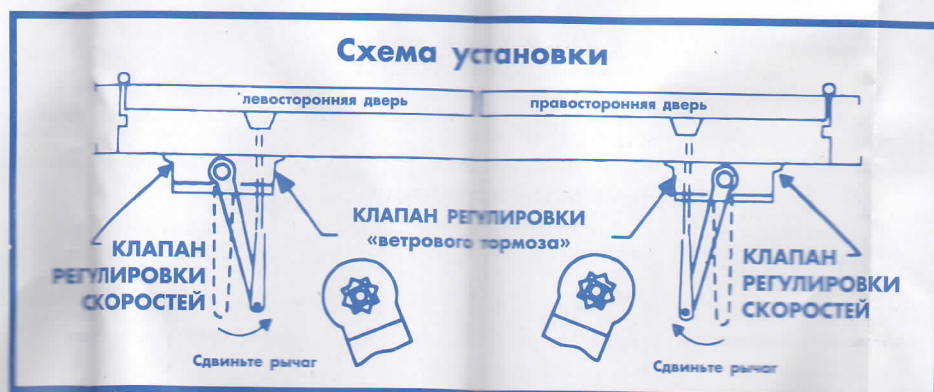 Схема установки
левосторонняя дверь
правосторонняя дверь
КЛАПАН
РЕГУЛИРОВКИ
СКОРОСТЕЙ
КЛАПАН РЕГУЛИРОВКИ
«ветрового тормоза»
КЛАПАН
РЕГУЛИРОВКИ
СКОРОСТЕЙ
Сдвиньте рычаг
Сдвиньте рычаг